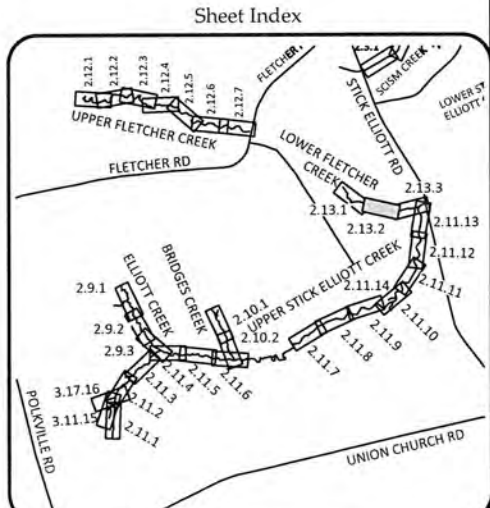 Sheet Index
2.12.1
2.12.2
2.12.3
2.12.4
2.12.5
2.12.6
2.12.7
UPPER FLETCHER CREEK
FLETCHER RD
SCISM CREEK
STICK ELLIOTT RD
LOWER FLETCHER
CREEK
2.13.1
2.13.2
2.13.3
2.11.13
2.11.12
2.11.11
2.11.10
2.11.9
2.11.8
2.11.7
2.11.14
UPPER STICK ELLIOTT CREEK
BRIDGES CREEK
2.10.1
2.10.2
ELLIOTT CREEK
2.9.1
2.9.2
2.9.3
2.11.6
2.11.5
2.11.4
2.11.3
2.11.2
2.11.1
3.17.16
3.11.15
POLKVILLE RD
UNION CHURCH RD